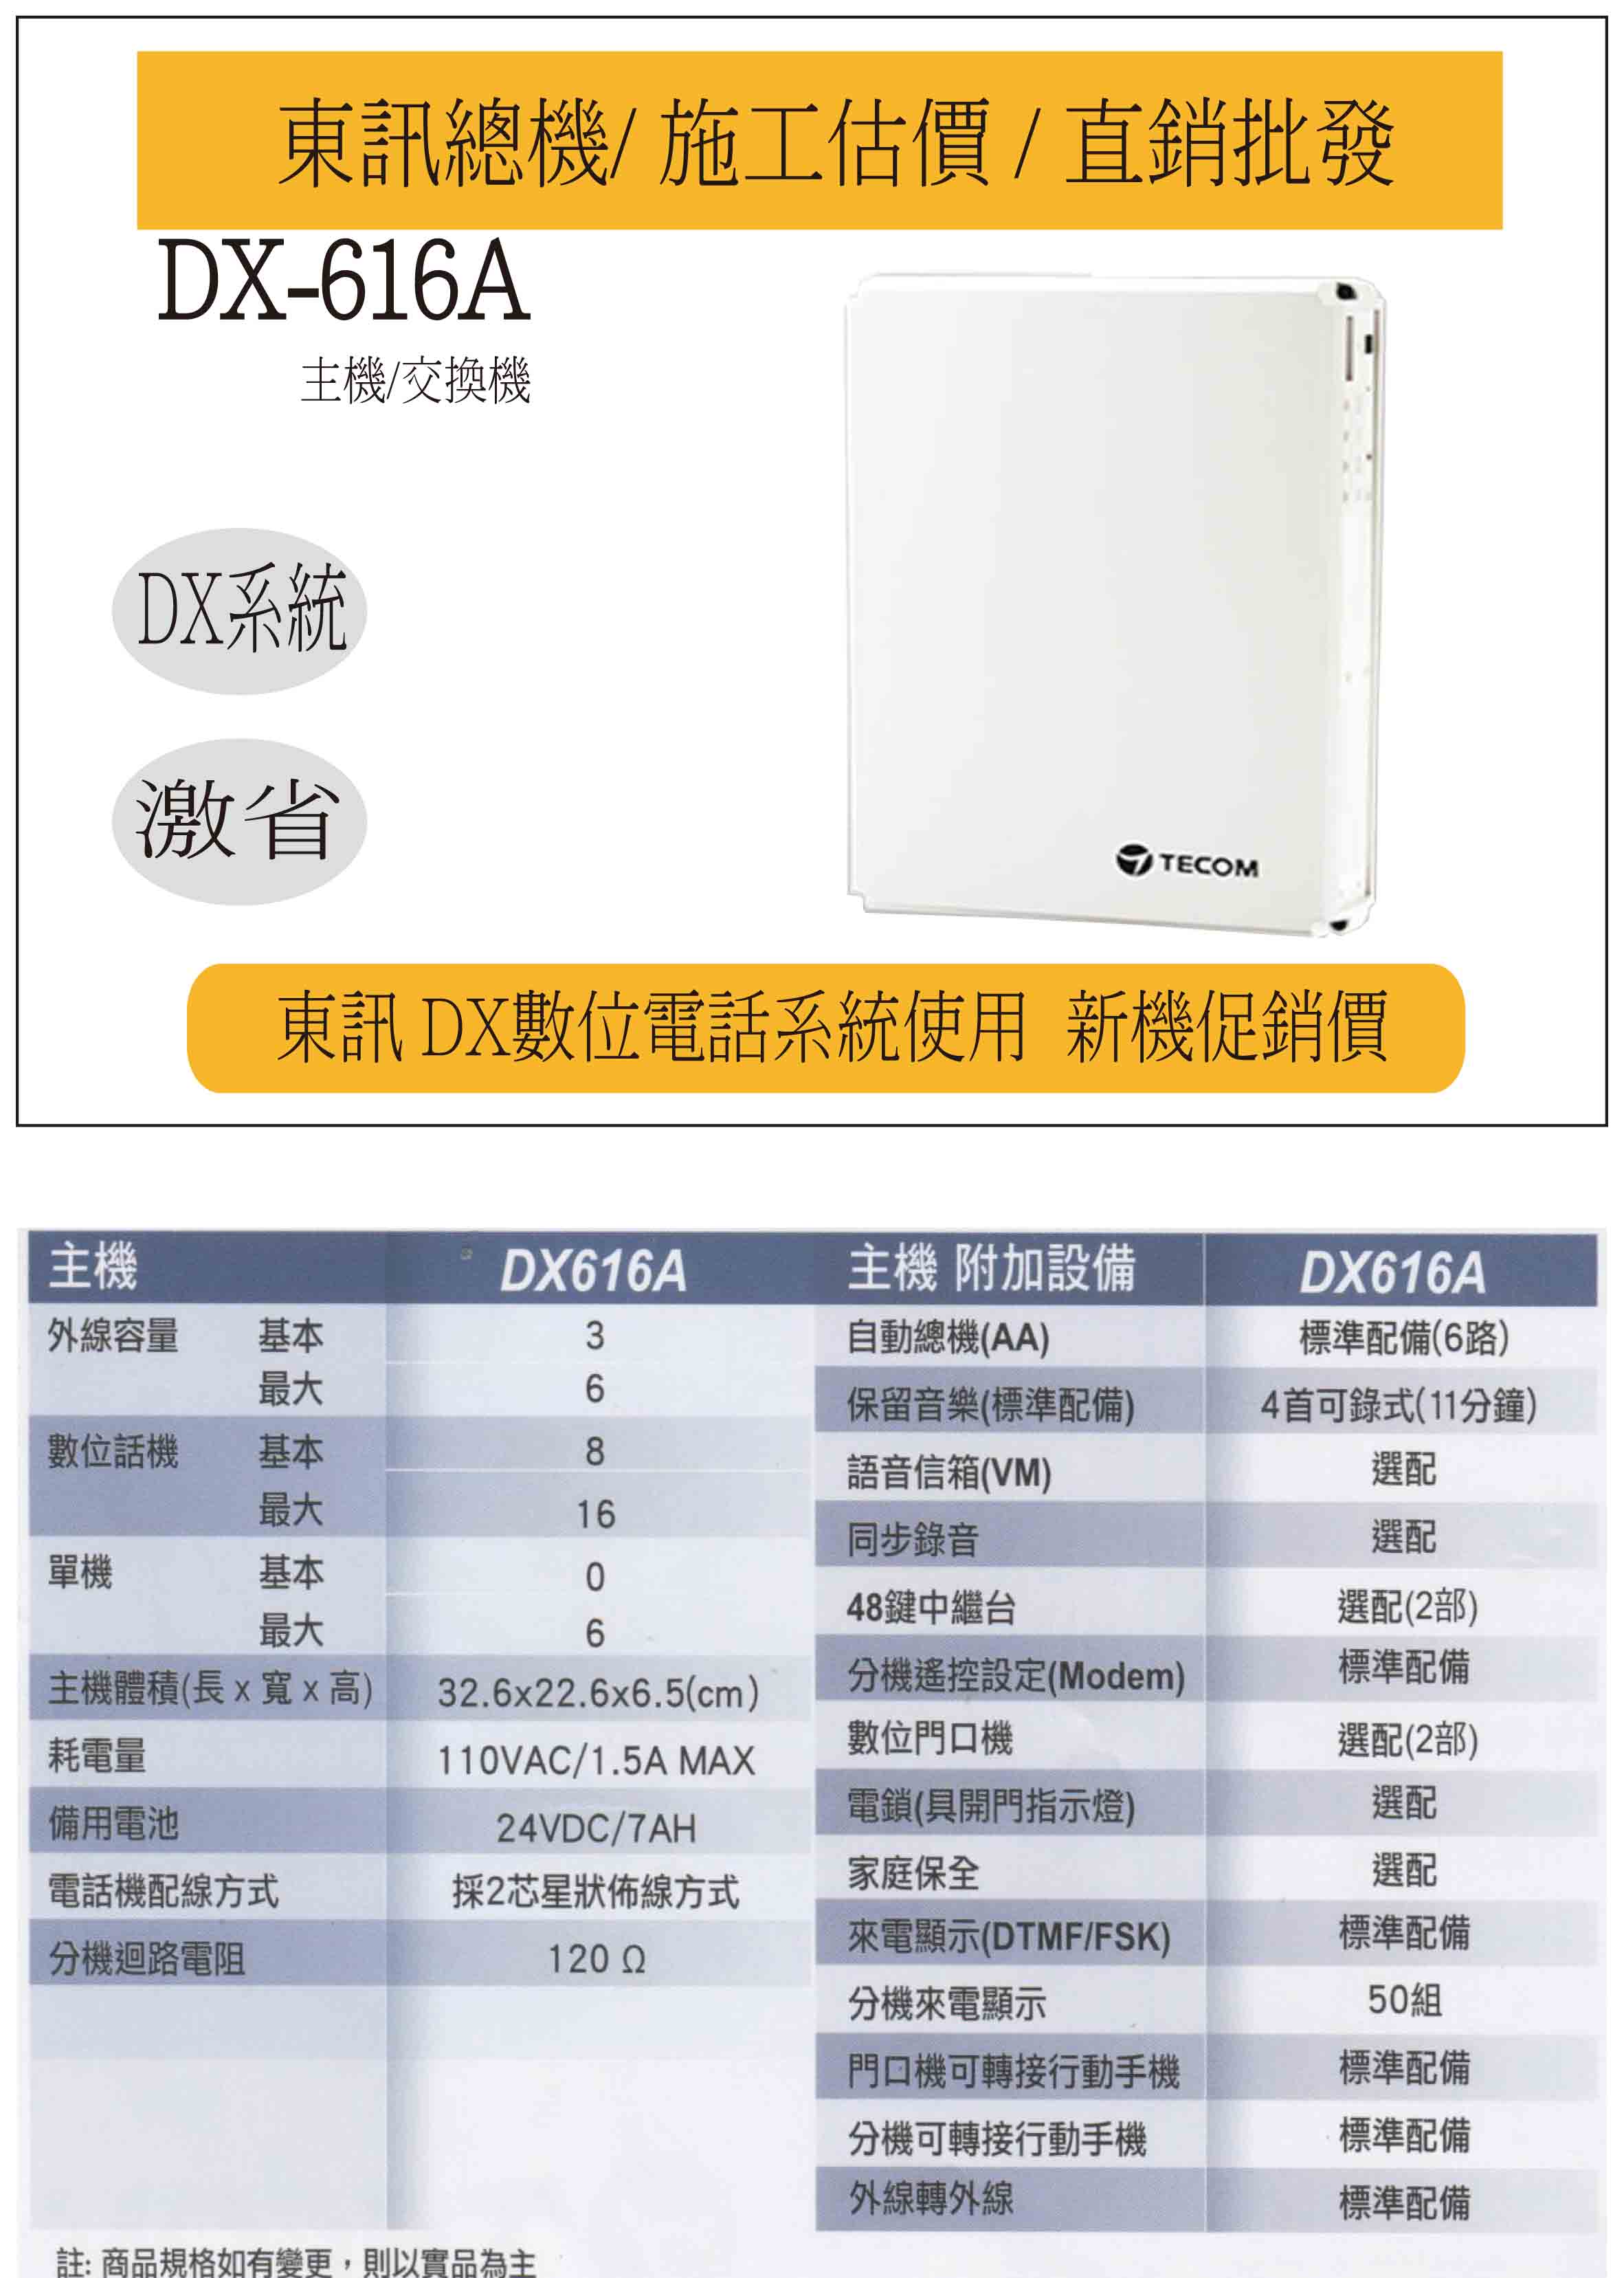 東訊總機/ 施工估價 / 直銷批發
DX-616A
主機/交換機
DX系統
激省
TECOM
東訊 DX數位電話系統使用 新機促銷價
主機 DX616A
外線容量 基本 3
最大 6
數位話機 基本 8
最大 16
單機 基本 0
最大 6
主機體積(長 x 寬 x 高) 32.6x22.6x6.5(cm)
耗電量 110VAC/1.5A MAX
備用電池 24VDC/7AH
電話機配線方式 採2芯星狀佈線方式
分機迴路電阻 120 Ω
主機 附加設備 DX616A
自動總機(AA) 標準配備(6路)
保留音樂(標準配備) 4首可錄式(11分鐘)
語音信箱(VM) 選配
同步錄音 選配
48鍵中繼台 選配(2部)
分機遙控設定(Modem) 標準配備
數位門口機 選配(2部)
電鎖(具開門指示燈) 選配
家庭保全 選配
來電顯示(DTMF/FSK) 標準配備
分機來電顯示 50組
門口機可轉接行動手機 標準配備
分機可轉接行動手機 標準配備
外線轉外線 標準配備
註: 商品規格如有變更，則以實品為主